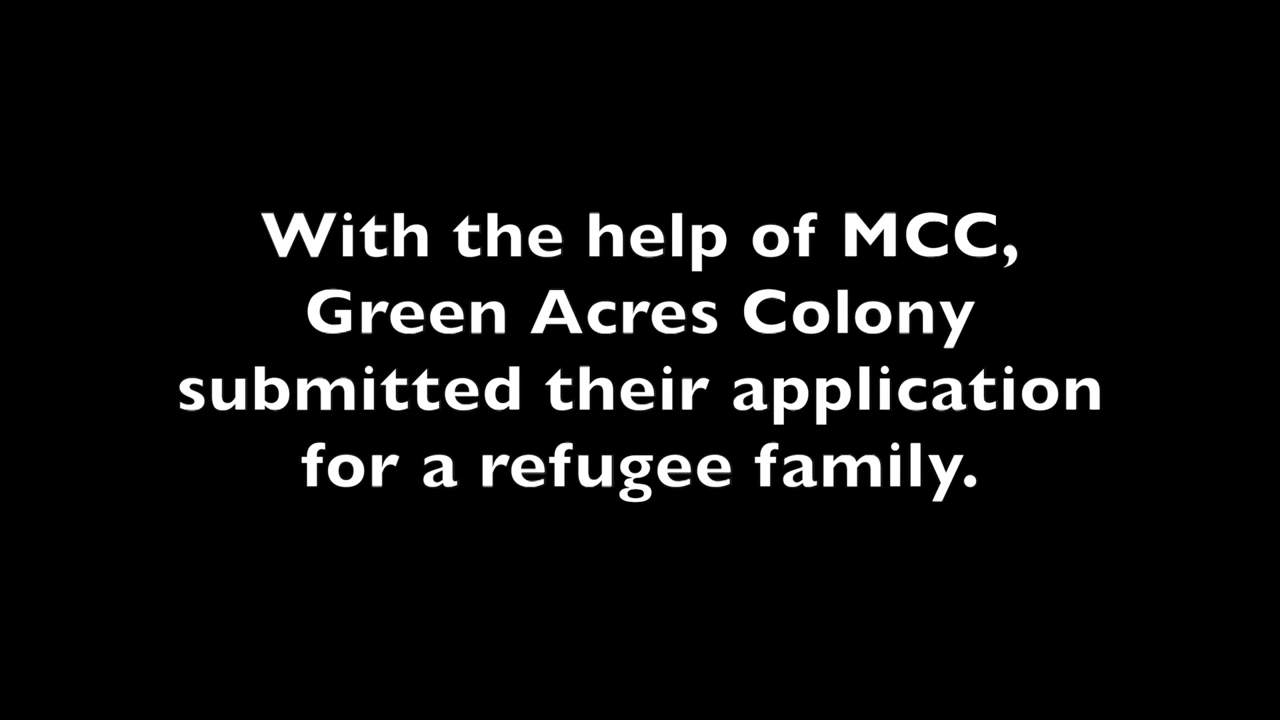 With the help of MCC,
Green Acres Colony
submitted their application
for a refugee family.